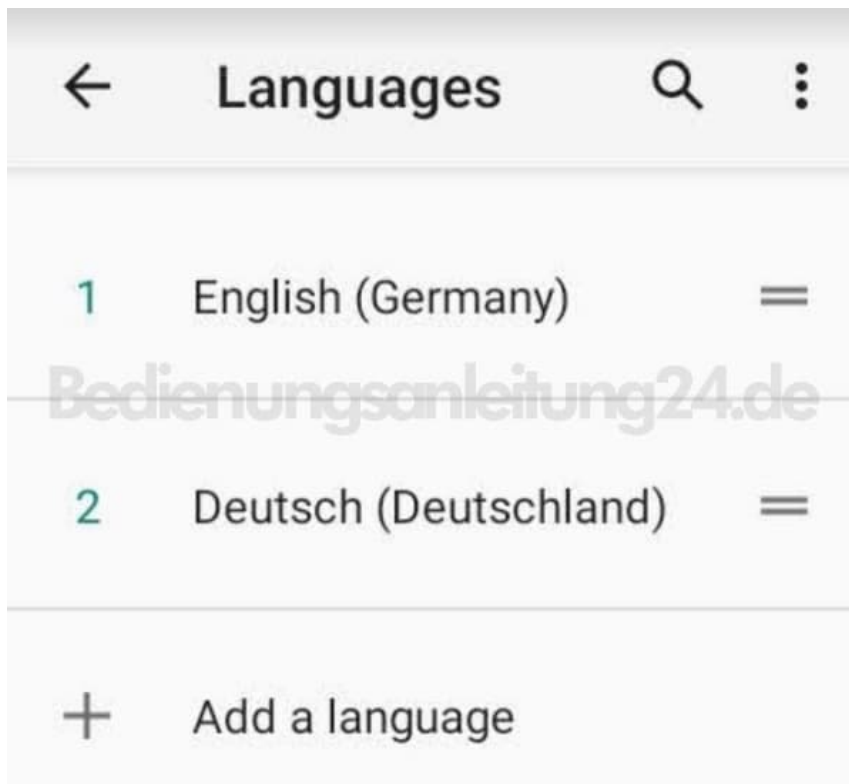 Languages
1 English (Germany)
Bedienungsanleitung24.de
2 Deutsch (Deutschland)
Add a language